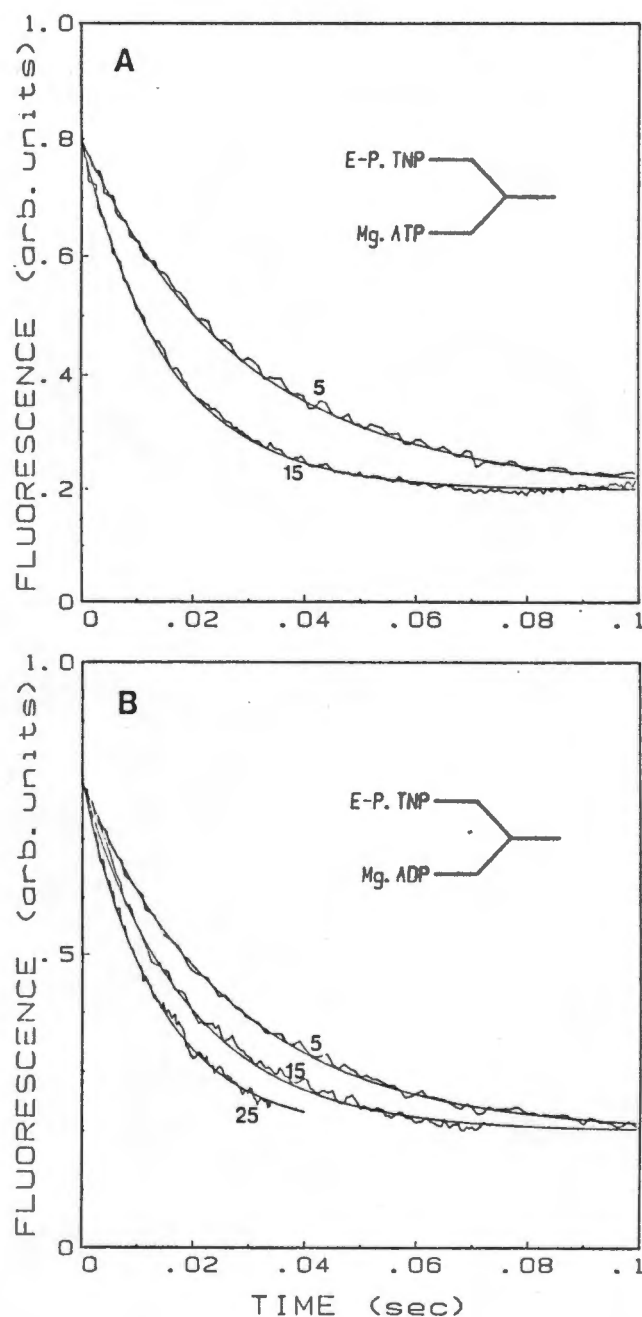 A
FLUORESCENCE (arb. units)
1.0
.8
.6
.4
.2
0
E-P. TNP
Mg. ATP
5
15
0 .02 .04 .06 .08 .1
B
FLUORESCENCE (arb. units)
1.0
.5
0
E-P. TNP
Mg. ADP
5
15
25
0 .02 .04 .06 .08 .1
TIME (sec)